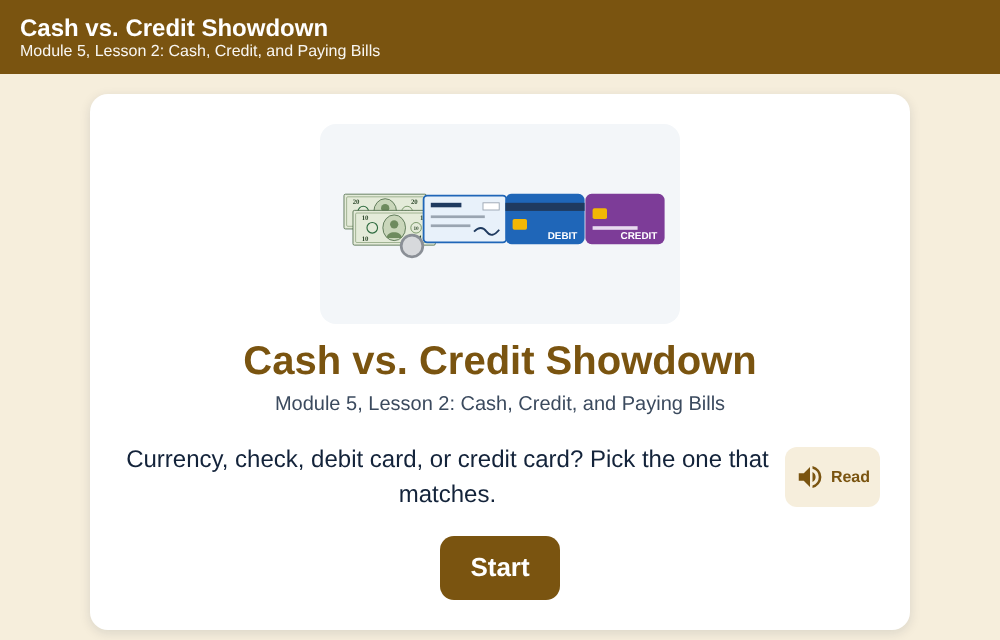 Cash vs. Credit Showdown
Module 5, Lesson 2: Cash, Credit, and Paying Bills
20 20
10
10
10
DEBIT
CREDIT
Cash vs. Credit Showdown
Module 5, Lesson 2: Cash, Credit, and Paying Bills
Currency, check, debit card, or credit card? Pick the one that
matches.
Read
Start